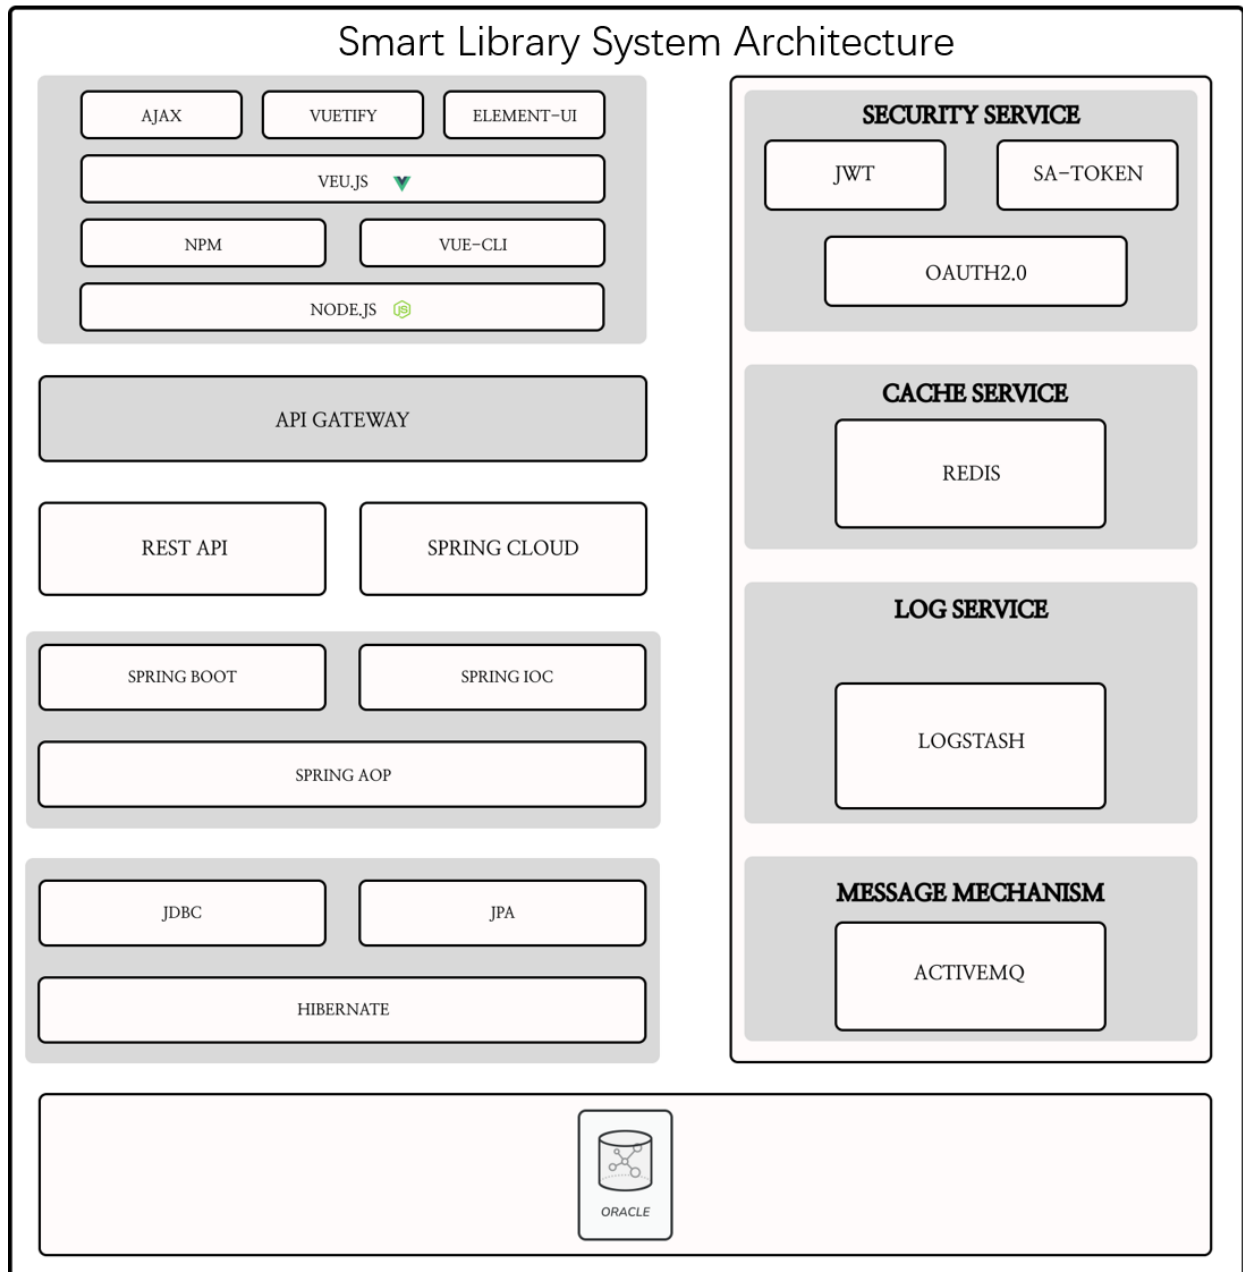 Smart Library System Architecture
AJAX
VUETIFY
ELEMENT-UI
VEU.JS
NPM
VUE-CLI
NODE.JS
JS
API GATEWAY
REST API
SPRING CLOUD
SPRING BOOT
SPRING IOC
SPRING AOP
JDBC
JPA
HIBERNATE
SECURITY SERVICE
JWT
SA-TOKEN
OAUTH2.0
CACHE SERVICE
REDIS
LOG SERVICE
LOGSTASH
MESSAGE MECHANISM
ACTIVEMQ
ORACLE